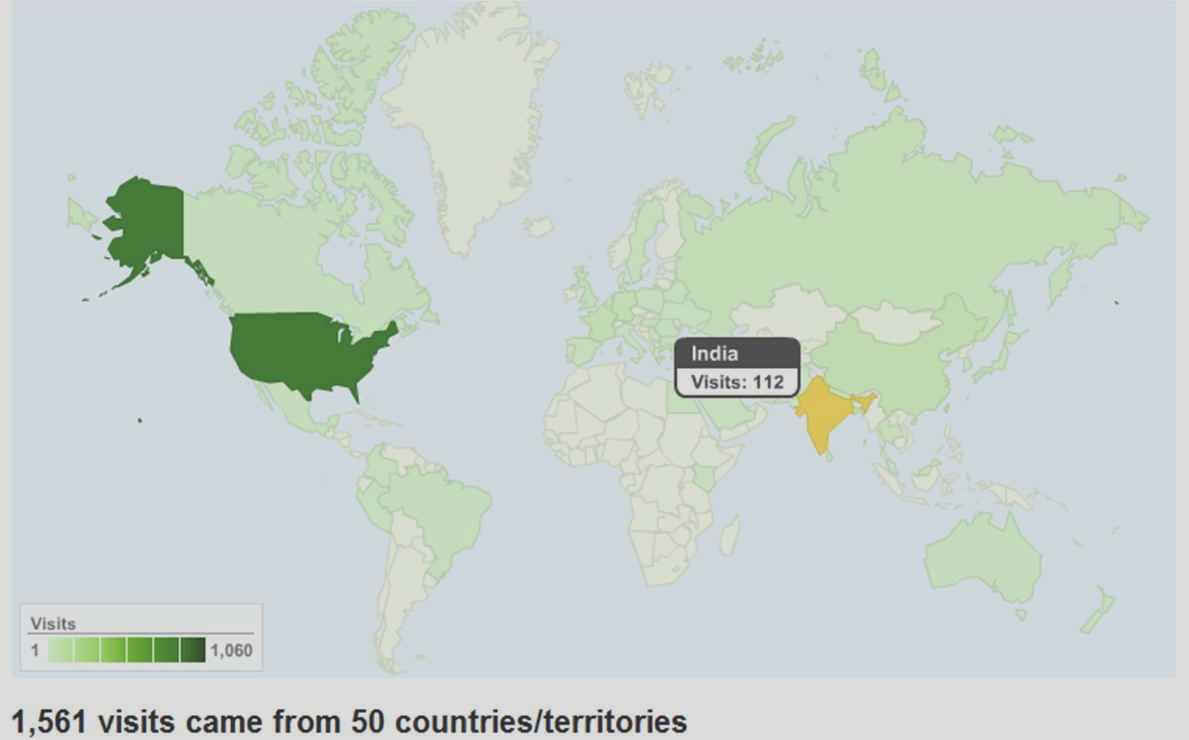 India
Visits: 112
Visits
1 1,060
1,561 visits came from 50 countries/territories